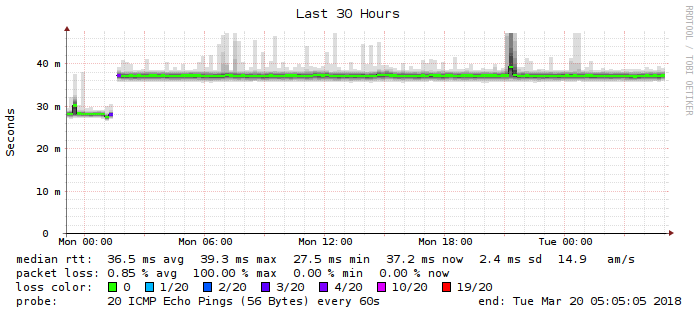 Last 30 Hours
RRDTOOL / TOBI OETIKER
Seconds
40 m
30 m
20 m
10 m
0
Mon 00:00 Mon 06:00 Mon 12:00 Mon 18:00 Tue 00:00
median rtt: 36.5 ms avg 39.3 ms max 27.5 ms min 37.2 ms now 2.4 ms sd 14.9 am/s
packet loss: 0.85 % avg 100.00 % max 0.00 % min 0.00 % now
loss color: 0 1/20 2/20 3/20 4/20 10/20 19/20
probe: 20 ICMP Echo Pings (56 Bytes) every 60s end: Tue Mar 20 05:05:05 2018